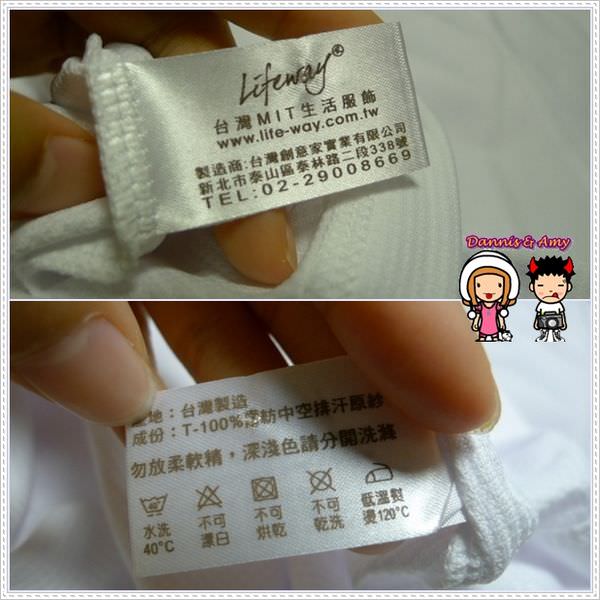 Lifeway®
台灣MIT生活服飾
www.life-way.com.tw
製造商:台灣創意家實業有限公司
新北市泰山區泰林路二段338號
TEL:02-29008669
Dannis & Amy
產地：台灣製造
成份：T-100%摩紡中空排汗原紗
勿放柔軟精，深淺色請分開洗滌
水洗 不可 不可 不可 低溫製
40°C 漂白 烘乾 乾洗 燙120°C